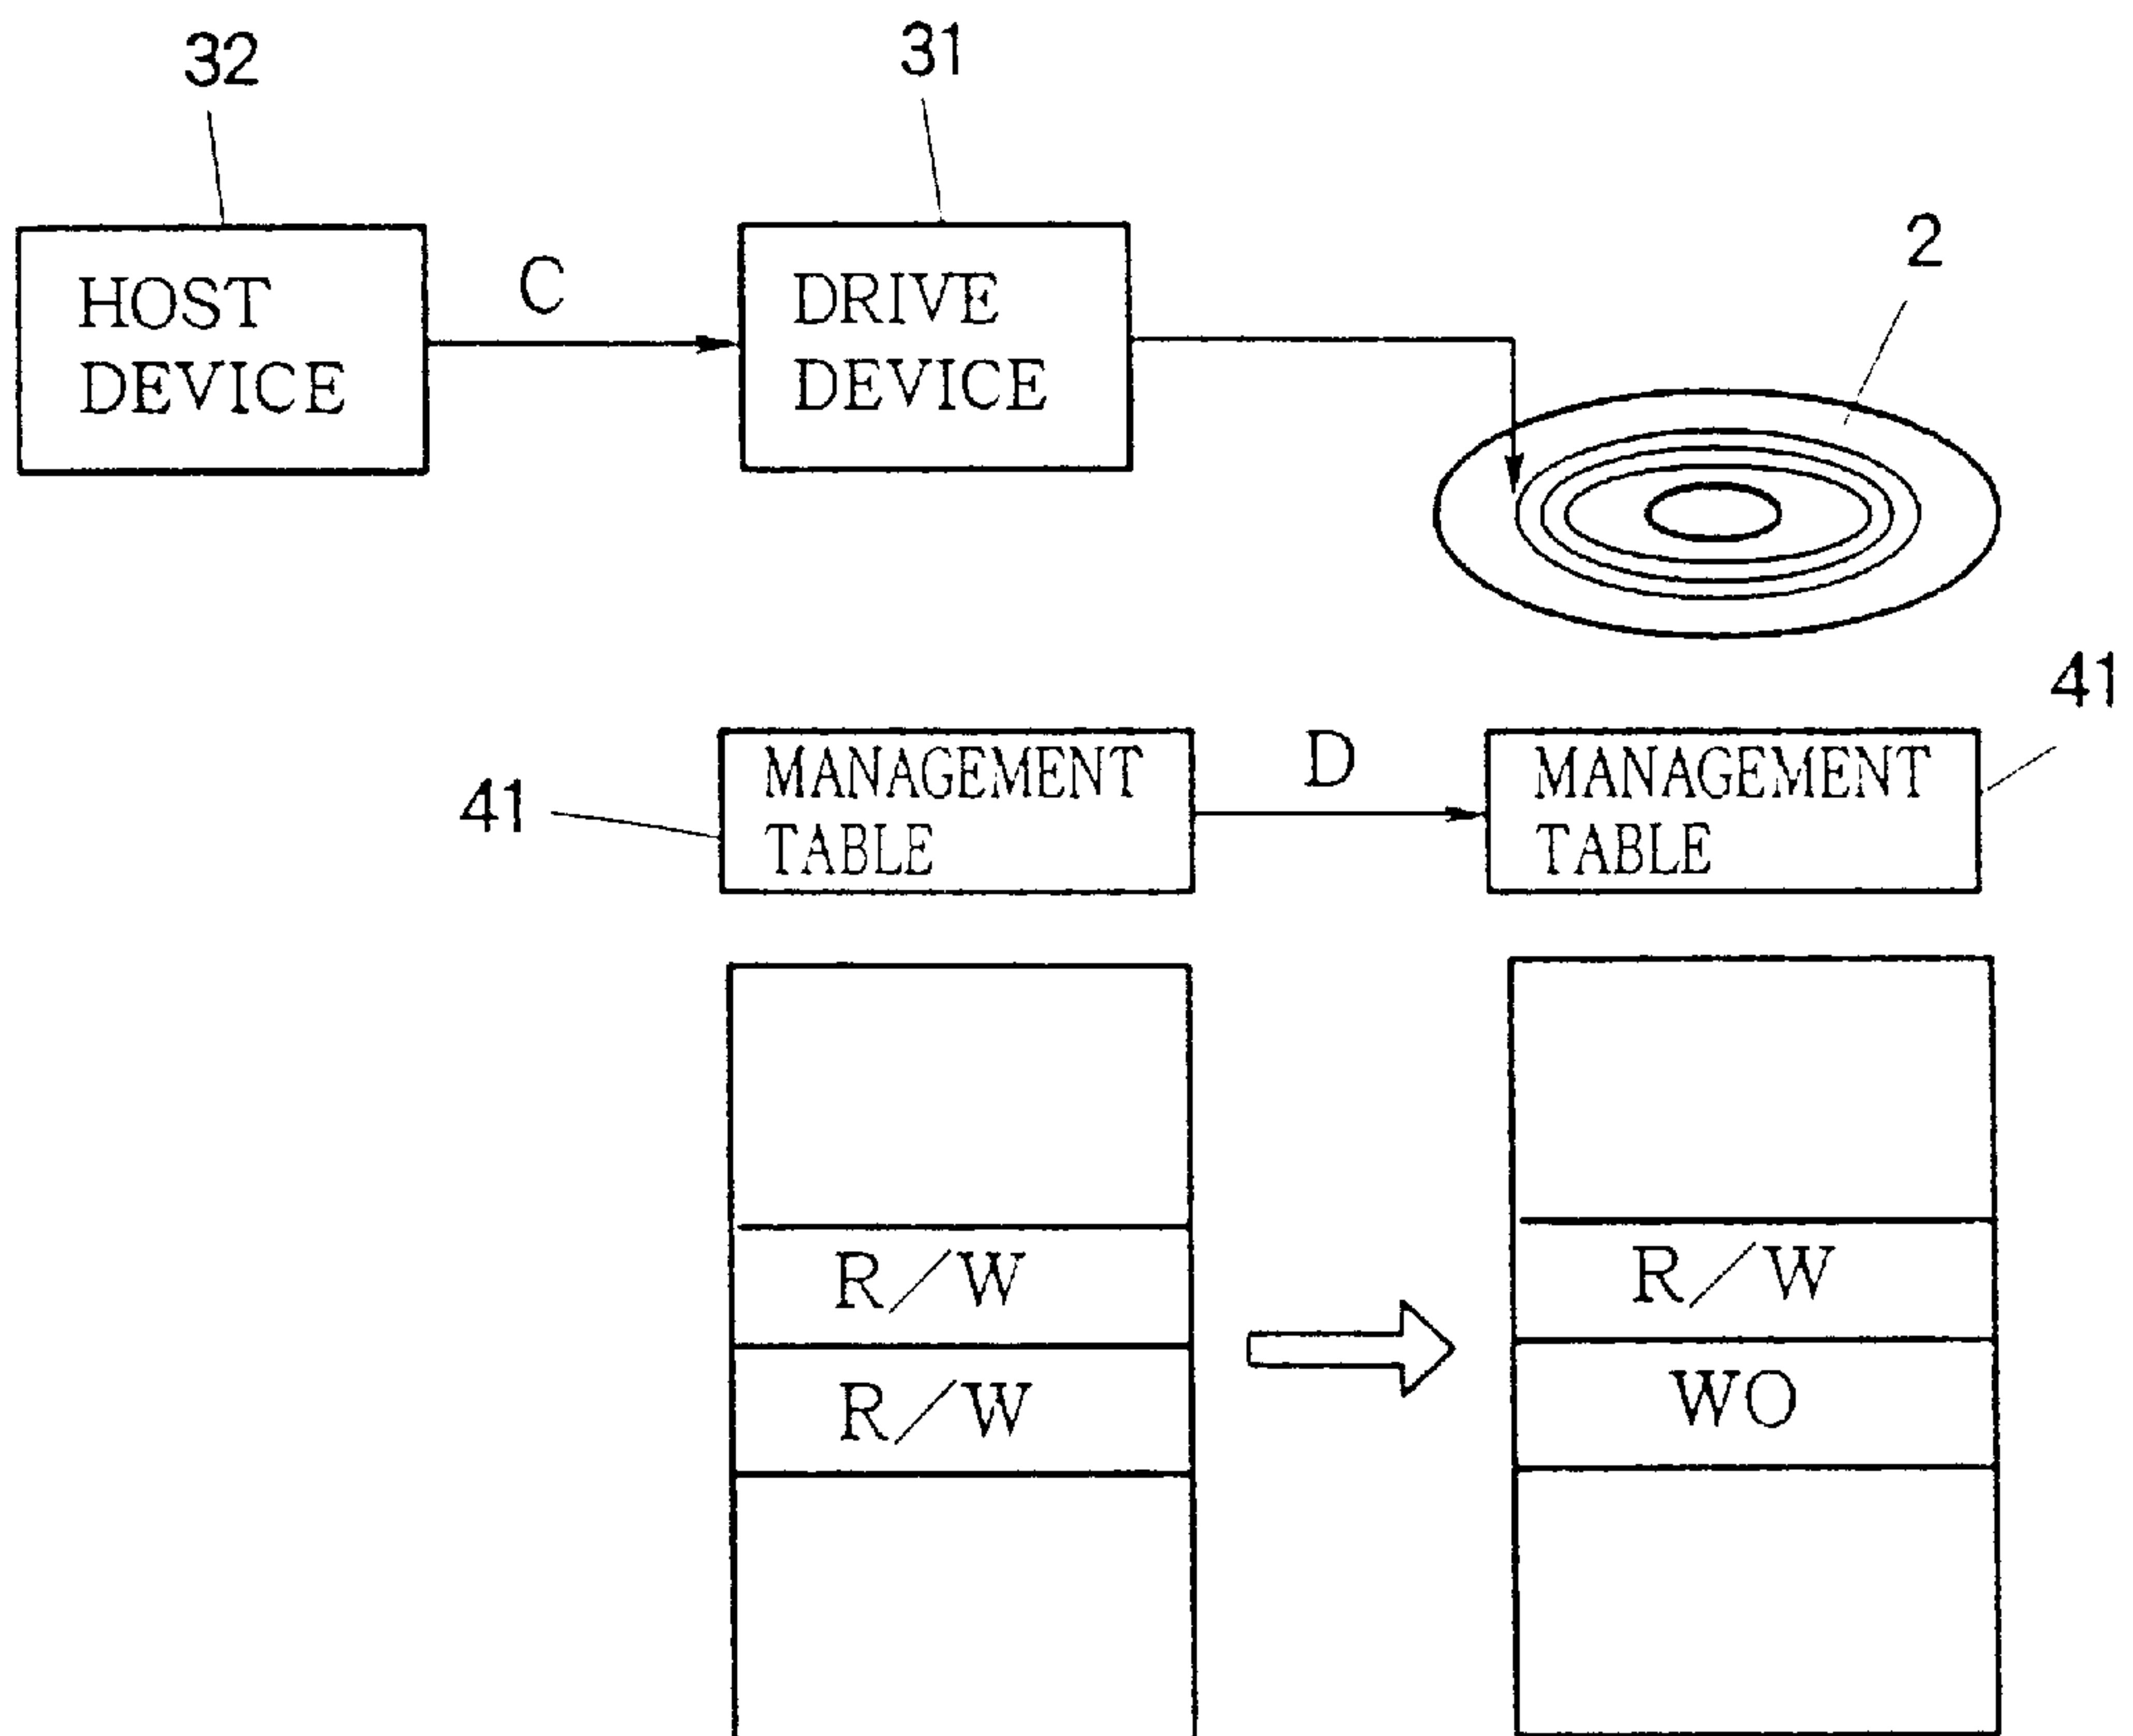 32
31
HOST
DEVICE
C
DRIVE
DEVICE
2
MANAGEMENT
TABLE
D
MANAGEMENT
TABLE
41
41
R/W
R/W
R/W
WO